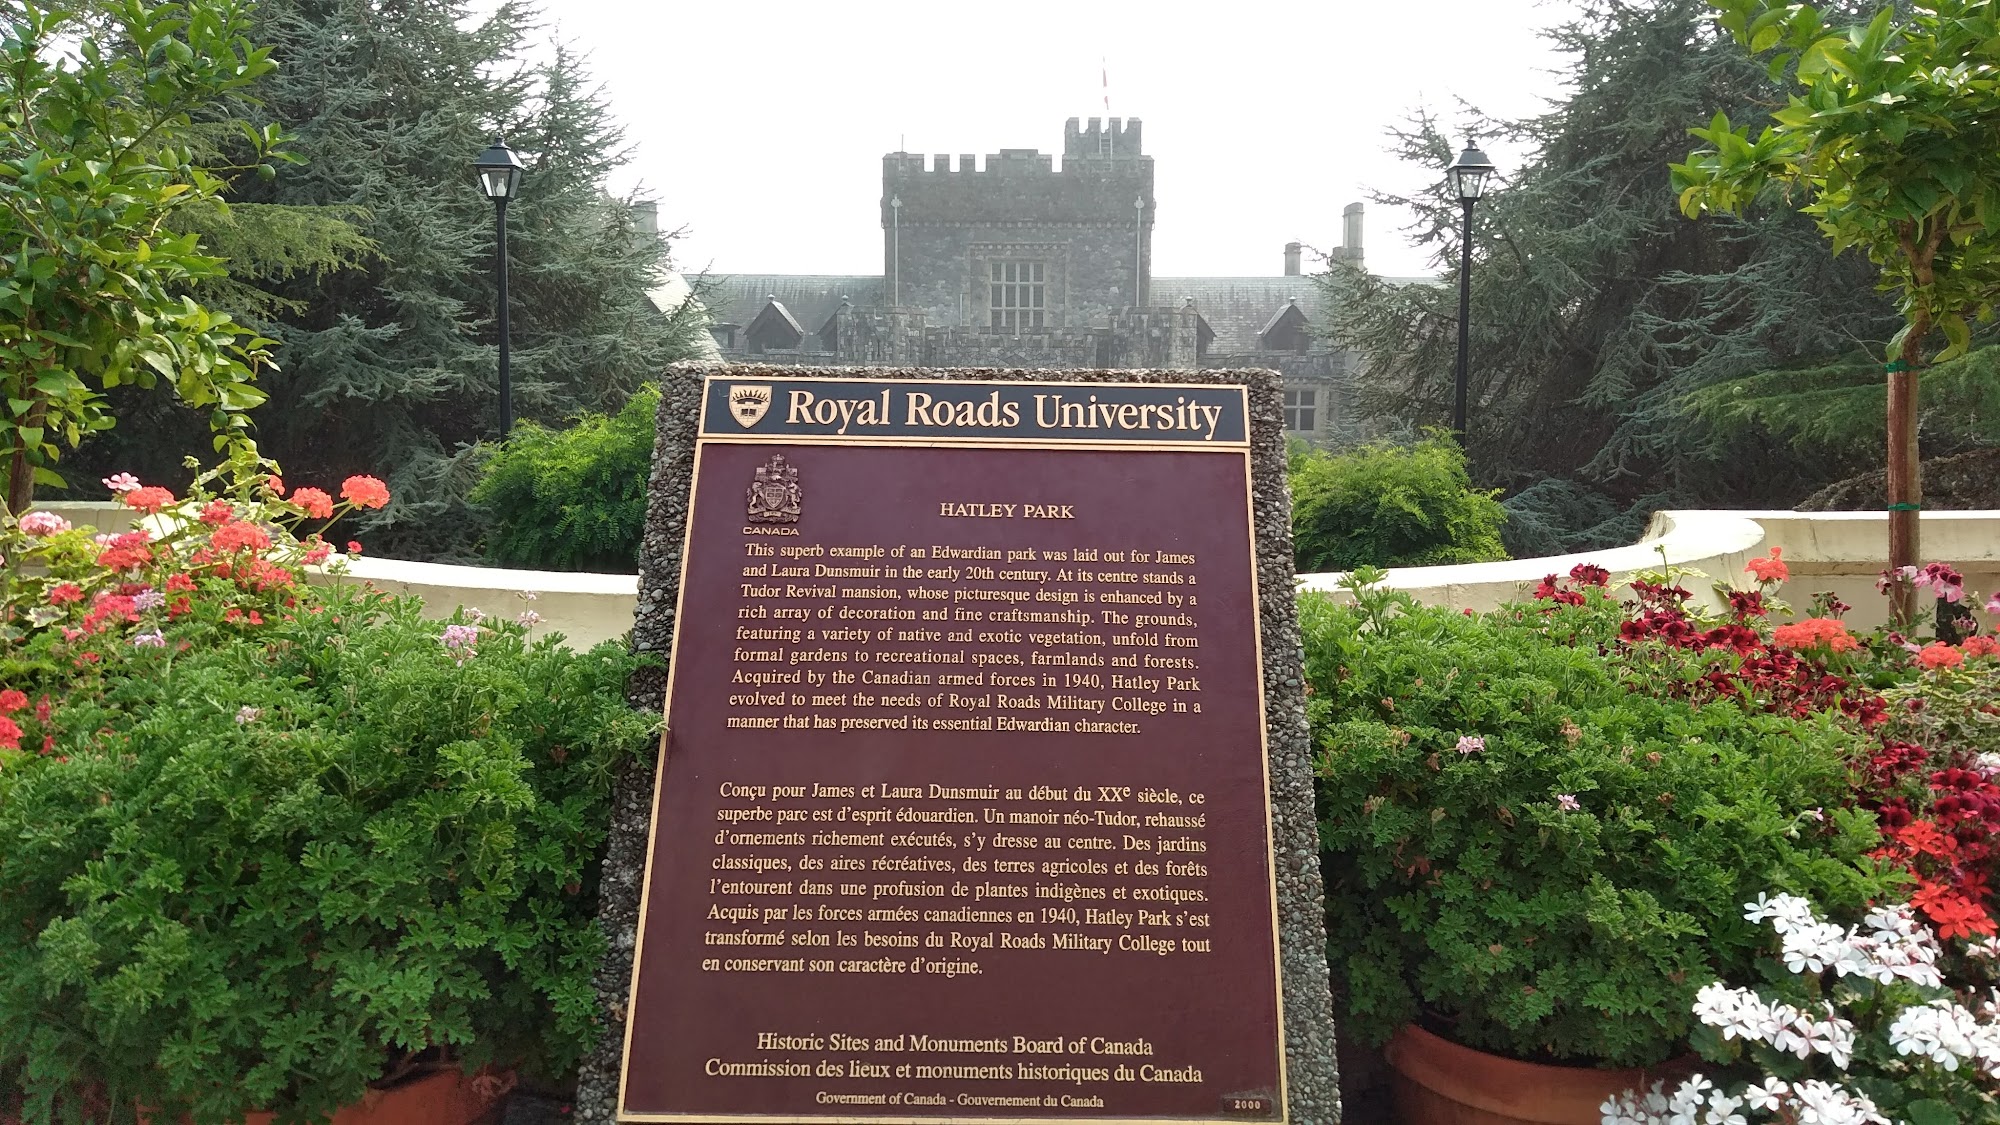 Royal Roads University
CANADA
HATLEY PARK
This superb example of an Edwardian park was laid out for James
and Laura Dunsmuir in the early 20th century. At its centre stands a
Tudor Revival mansion, whose picturesque design is enhanced by a
rich array of decoration and fine craftsmanship. The grounds,
featuring a variety of native and exotic vegetation, unfold from
formal gardens to recreational spaces, farmlands and forests.
Acquired by the Canadian armed forces in 1940, Hatley Park
evolved to meet the needs of Royal Roads Military College in a
manner that has preserved its essential Edwardian character.
Conçu pour James et Laura Dunsmuir au début du XXe siècle, ce
superbe parc est d'esprit édouardien. Un manoir néo-Tudor, rehaussé
d'ornements richement exécutés, s'y dresse au centre. Des jardins
classiques, des aires récréatives, des terres agricoles et des forêts
l'entourent dans une profusion de plantes indigènes et exotiques.
Acquis par les forces armées canadiennes en 1940, Hatley Park s'est
transformé selon les besoins du Royal Roads Military College tout
en conservant son caractère d'origine.
Historic Sites and Monuments Board of Canada
Commission des lieux et monuments historiques du Canada
Government of Canada - Gouvernement du Canada
2000